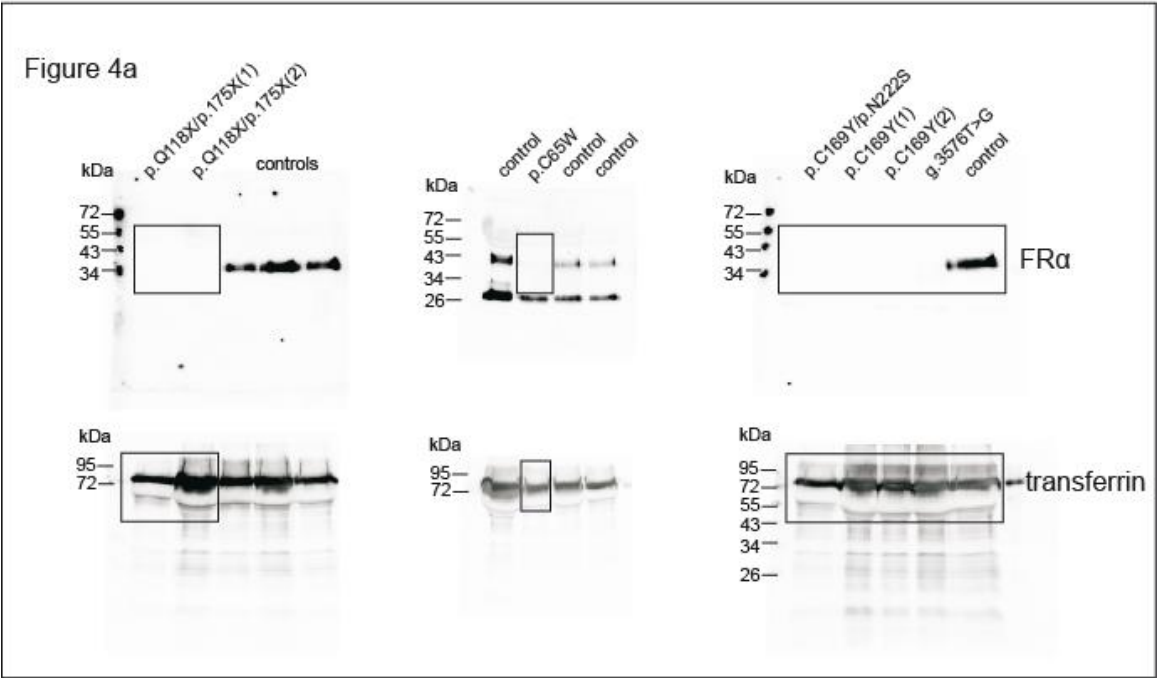 Figure 4a
p.Q118X/p.175X(1)
p.Q118X/p.175X(2)
controls
kDa
72
55
43
34
control
p.C65W
control
control
kDa
72
55
43
34
26
p.C169Y/p.N222S
p.C169Y(1)
p.C169Y(2)
g.3576T>G
control
kDa
72
55
43
34
FRα
kDa
95
72
kDa
95
72
kDa
95
72
55
43
34
26
transferrin